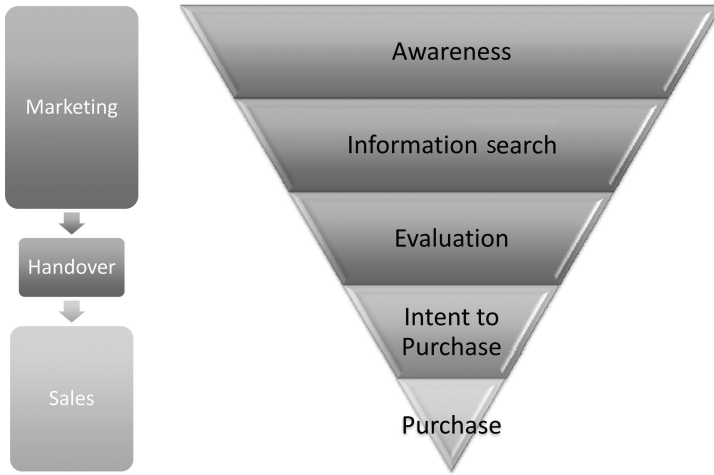 Marketing
Handover
Sales
Awareness
Information search
Evaluation
Intent to
Purchase
Purchase